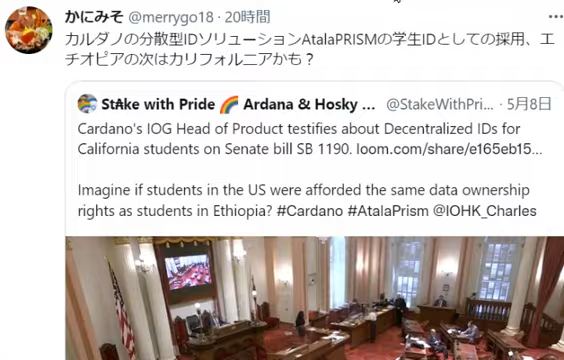 かにみそ @merrygo18 · 20時間
カルダノの分散型IDソリューションAtalaPRISMの学生IDとしての採用、エ
チオピアの次はカリフォルニアかも？
St₳ke with Pride 🌈 Ardana & Hosky ... @StakeWithPri... · 5月8日
Cardano's IOG Head of Product testifies about Decentralized IDs for
California students on Senate bill SB 1190. loom.com/share/e165eb15...
Imagine if students in the US were afforded the same data ownership
rights as students in Ethiopia? #Cardano #AtalaPrism @IOHK_Charles